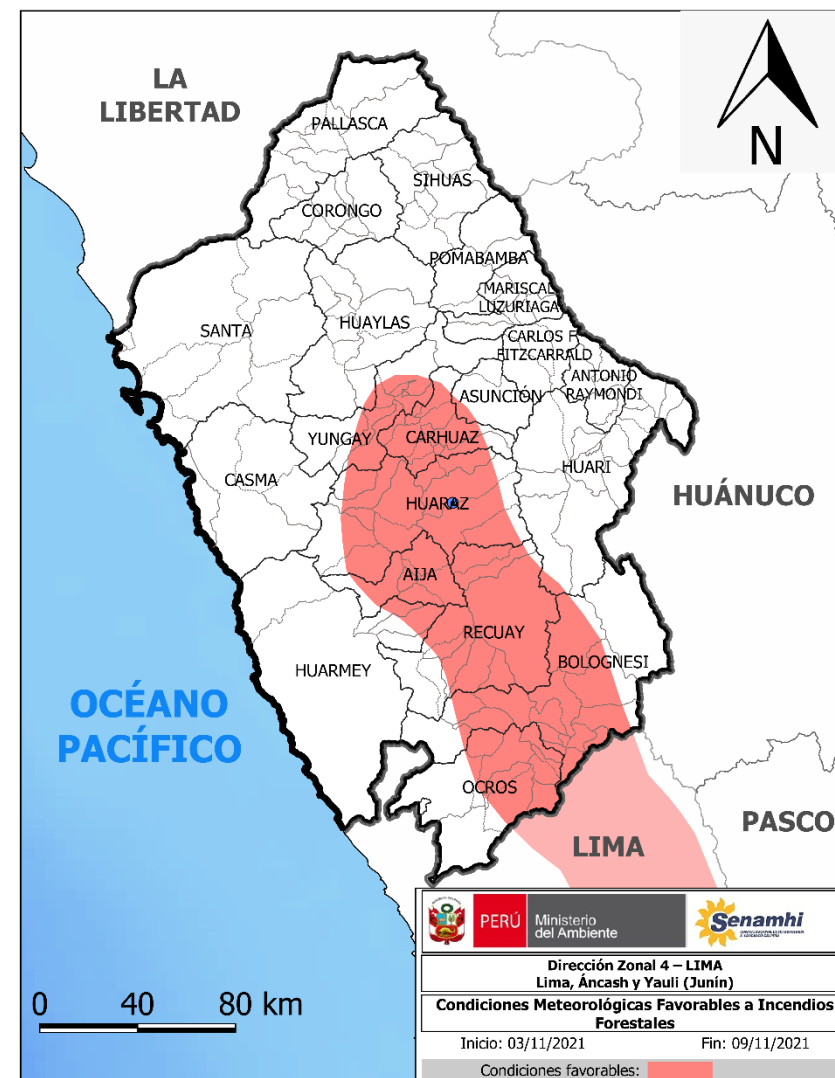 LA
LIBERTAD
N
PALLASCA
SIHUAS
CORONGO
POMABAMBA
MARISCAL
LUZURIAGA
SANTA
HUAYLAS
CARLOS F.
FITZCARRALD
ANTONIO
RAYMONDI
ASUNCIÓN
YUNGAY
CARHUAZ
HUARI
CASMA
HUARAZ
HUÁNUCO
AIJA
RECUAY
BOLOGNESI
HUARMEY
OCÉANO
PACÍFICO
OCROS
PASCO
LIMA
PERÚ
Ministerio
del Ambiente
Senamhi
Dirección Zonal 4 – LIMA
Lima, Áncash y Yauli (Junín)
Condiciones Meteorológicas Favorables a Incendios
Forestales
Inicio: 03/11/2021 Fin: 09/11/2021
Condiciones favorables:
0 40 80 km